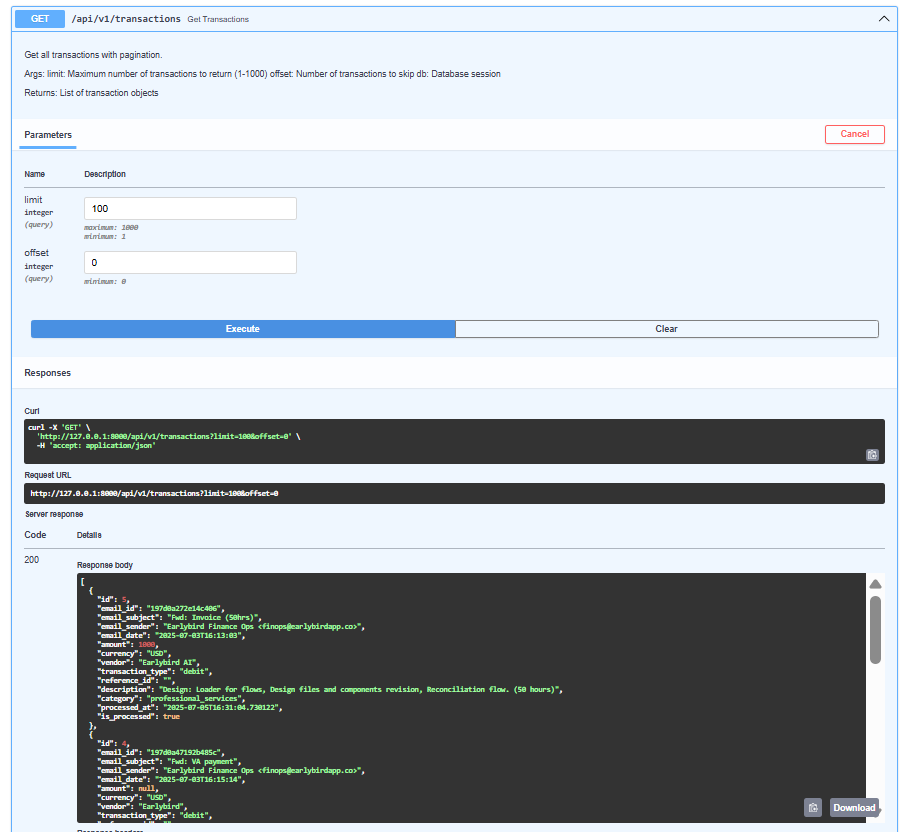 GET /api/v1/transactions Get Transactions
Get all transactions with pagination.
Args: limit: Maximum number of transactions to return (1-1000) offset: Number of transactions to skip db: Database session
Returns: List of transaction objects
Parameters
Cancel
Name Description
limit
integer
(query)
100
maximum: 1000
minimum: 1
offset
integer
(query)
0
minimum: 0
Execute
Clear
Responses
Curl
curl -X 'GET' \
'http://127.0.0.1:8000/api/v1/transactions?limit=100&offset=0' \
-H 'accept: application/json'
Request URL
http://127.0.0.1:8000/api/v1/transactions?limit=100&offset=0
Server response
Code Details
200
Response body
[
{
"id": 5,
"email_id": "197d0a272e14c406",
"email_subject": "Fwd: Invoice (50hrs)",
"email_sender": "Earlybird Finance Ops <finops@earlybirdapp.co>",
"email_date": "2025-07-03T16:13:03",
"amount": 1000,
"currency": "USD",
"vendor": "Earlybird AI",
"transaction_type": "debit",
"reference_id": "",
"description": "Design: Loader for flows, Design files and components revision, Reconciliation flow. (50 hours)",
"category": "professional_services",
"processed_at": "2025-07-05T16:31:04.730122",
"is_processed": true
},
{
"id": 4,
"email_id": "197d0a47192b485c",
"email_subject": "Fwd: VA payment",
"email_sender": "Earlybird Finance Ops <finops@earlybirdapp.co>",
"email_date": "2025-07-03T16:15:14",
"amount": null,
"currency": "USD",
"vendor": "Earlybird",
"transaction_type": "debit",
Download
Response headers